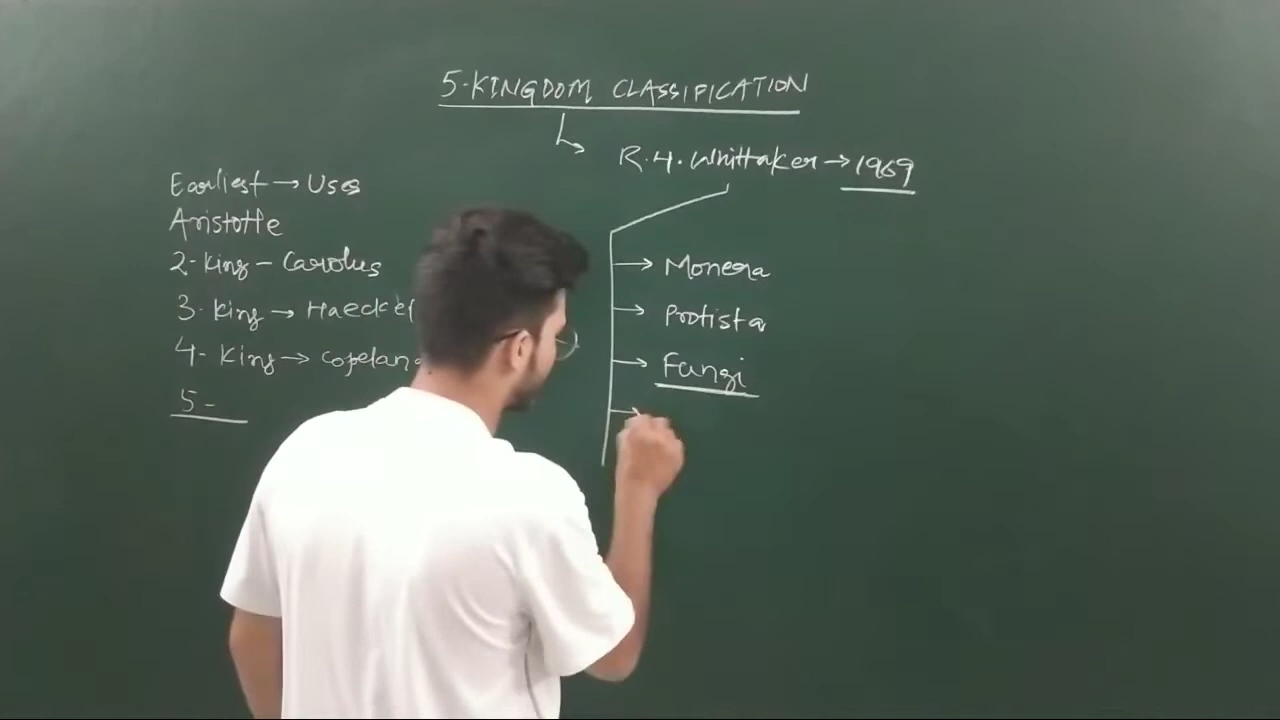 5-KINGDOM CLASSIFICATION
R.H. Whittaker → 1969
Earliest → Uses
Aristotle
2-King - Carolus
3-King → Haeckel
4-King → Copeland
5-
→ Monera
→ Protista
→ Fungi